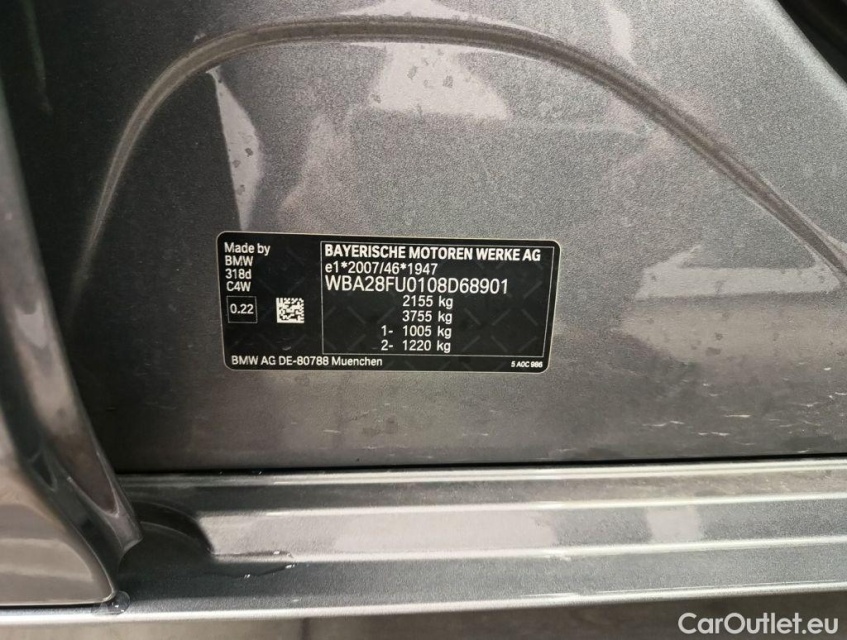 Made by
BMW
318d
C4W
0.22
BAYERISCHE MOTOREN WERKE AG
e1*2007/46*1947
WBA28FU0108D68901
2155 kg
3755 kg
1- 1005 kg
2- 1220 kg
BMW AG DE-80788 Muenchen
5 A0C 986
CarOutlet.eu